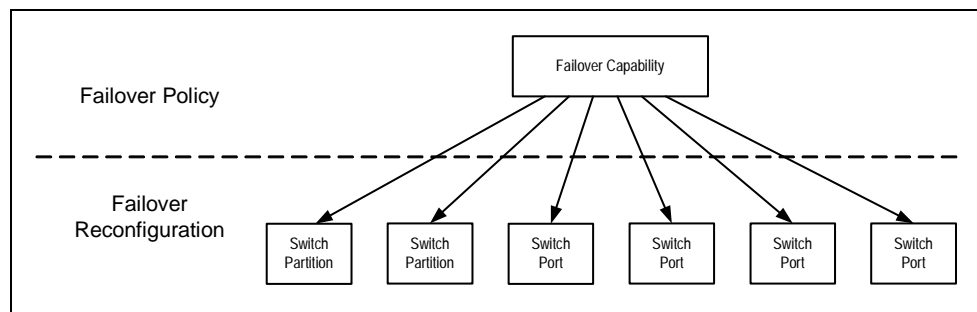 Failover Capability
Failover Policy
Failover
Reconfiguration
Switch
Partition
Switch
Partition
Switch
Port
Switch
Port
Switch
Port
Switch
Port